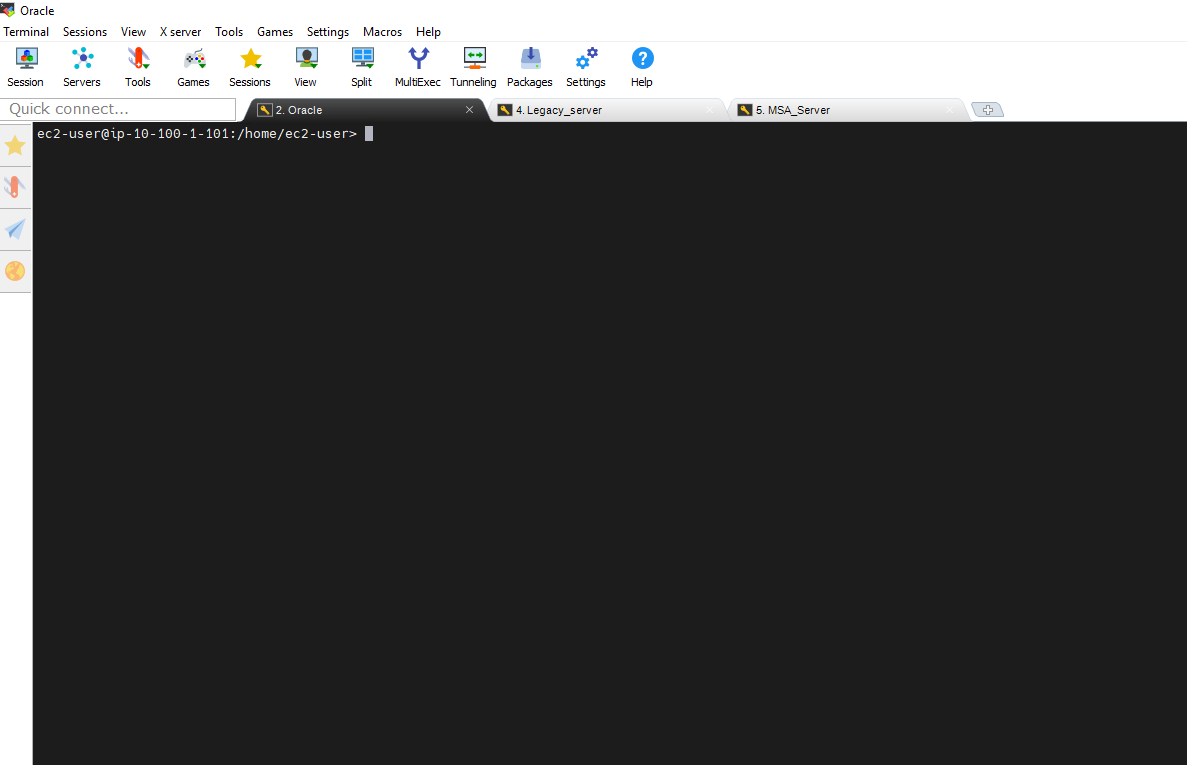 Oracle
Terminal Sessions View X server Tools Games Settings Macros Help
Session Servers Tools Games Sessions View Split MultiExec Tunneling Packages Settings Help
Quick connect... 2. Oracle 4. Legacy_server 5. MSA_Server
ec2-user@ip-10-100-1-101:/home/ec2-user>